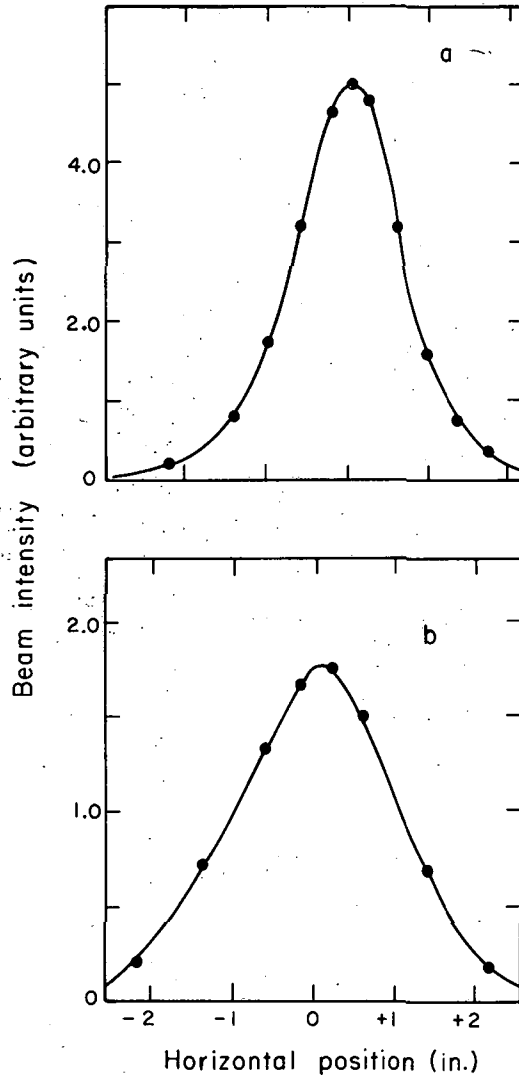 a
4.0
2.0
0
Beam intensity (arbitrary units)
b
2.0
1.0
0
-2 -1 0 +1 +2
Horizontal position (in.)